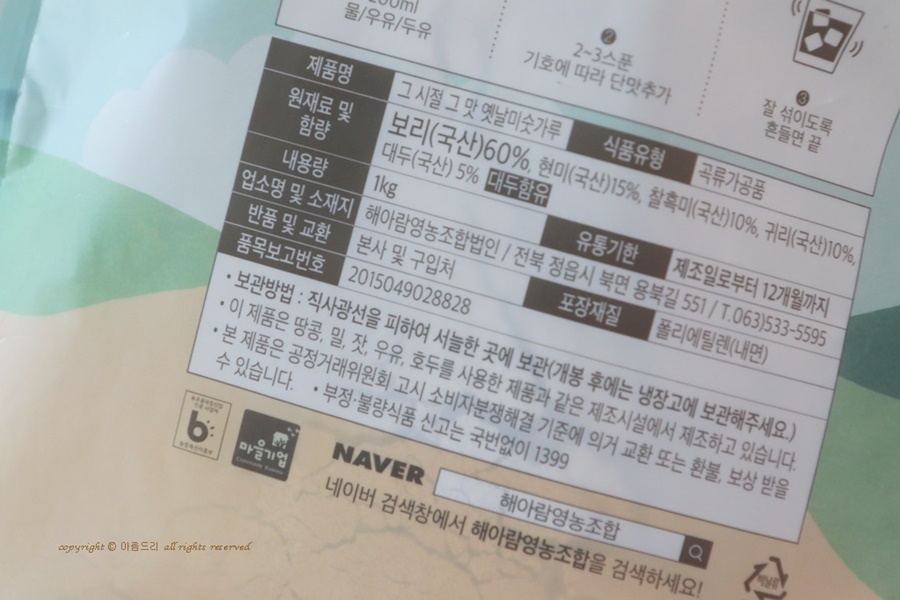 200ml
물/우유/두유
❷
2~3스푼
기호에 따라 단맛추가
❸
잘 섞이도록
흔들면 끝
제품명 그 시절 그 맛 옛날미숫가루 식품유형 곡류가공품
원재료 및 함량 보리(국산)60%, 현미(국산)15%, 찰흑미(국산)10%, 귀리(국산)10%,
대두(국산) 5% 대두함유
내용량 1kg 유통기한 제조일로부터 12개월까지
업소명 및 소재지 해아람영농조합법인 / 전북 정읍시 북면 용북길 551 / T.063)533-5595
반품 및 교환 본사 및 구입처 포장재질 폴리에틸렌(내면)
품목보고번호 2015049028828
• 보관방법 : 직사광선을 피하여 서늘한 곳에 보관(개봉 후에는 냉장고에 보관해주세요.)
• 이 제품은 땅콩, 밀, 잣, 우유, 호두를 사용한 제품과 같은 제조시설에서 제조하고 있습니다.
• 본 제품은 공정거래위원회 고시 소비자분쟁해결 기준에 의거 교환 또는 환불, 보상 받을
수 있습니다. • 부정·불량식품 신고는 국번없이 1399
마을기업
NAVER 해아람영농조합
네이버 검색창에서 해아람영농조합을 검색하세요!
비닐류
copyright © 아름드리 all rights reserved